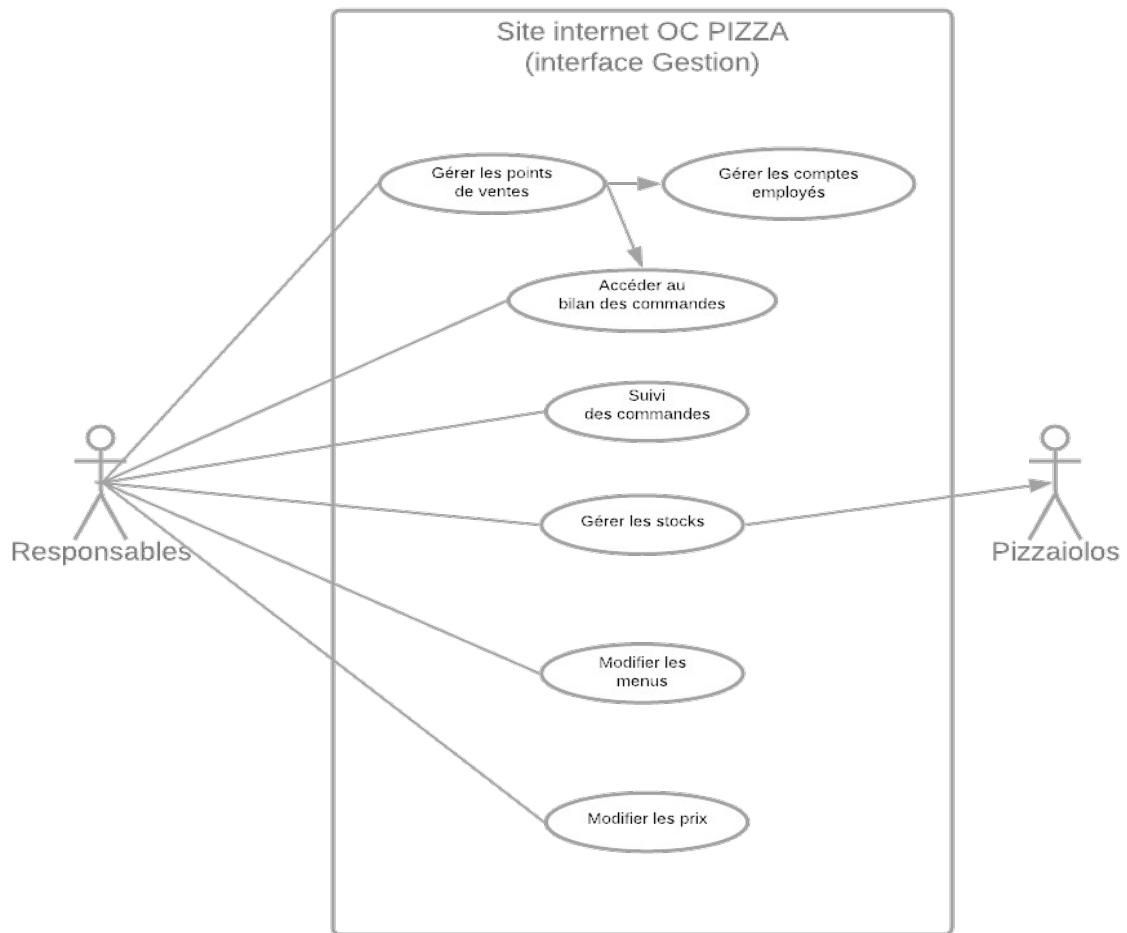 Site internet OC PIZZA
(interface Gestion)
Gérer les points
de ventes
Gérer les comptes
employés
Accéder au
bilan des commandes
Suivi
des commandes
Gérer les stocks
Responsables
Pizzaiolos
Modifier les
menus
Modifier les prix